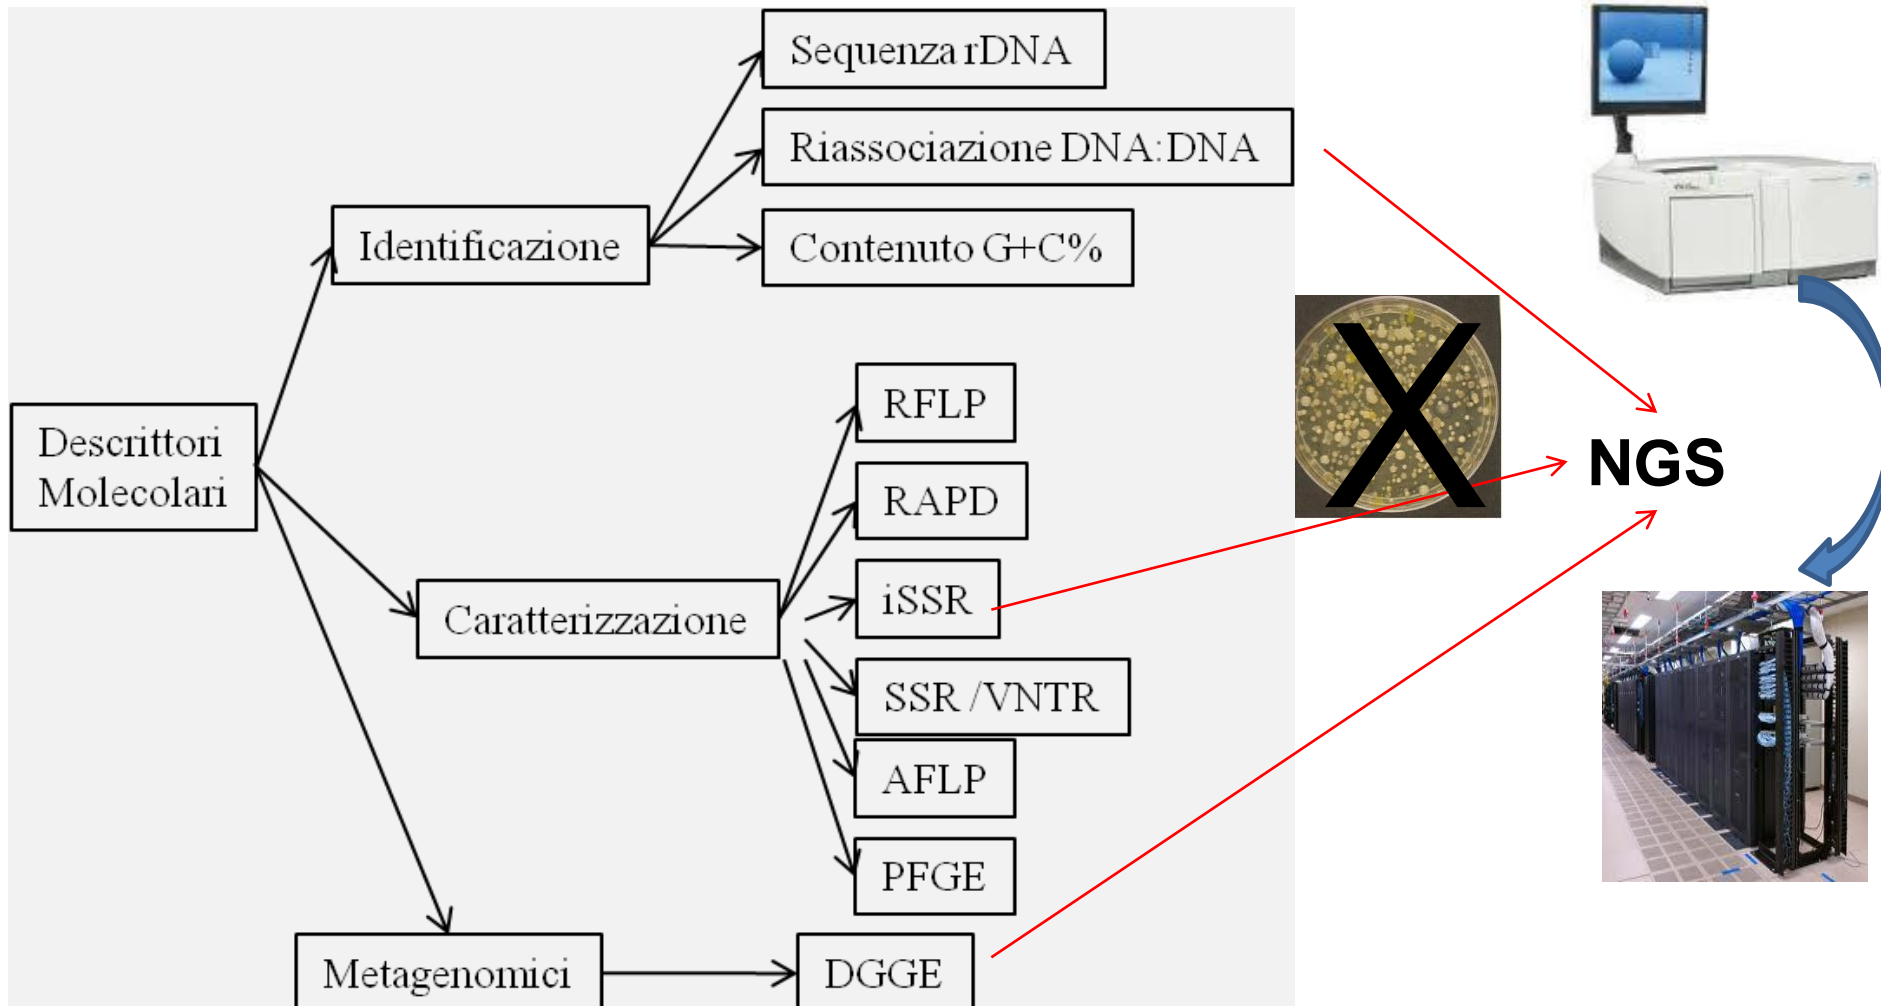 Sequenza rDNA
Riassociazione DNA:DNA
Identificazione
Contenuto G+C%
RFLP
Descrittori
Molecolari
NGS
RAPD
iSSR
Caratterizzazione
SSR /VNTR
AFLP
PFGE
Metagenomici
DGGE
X